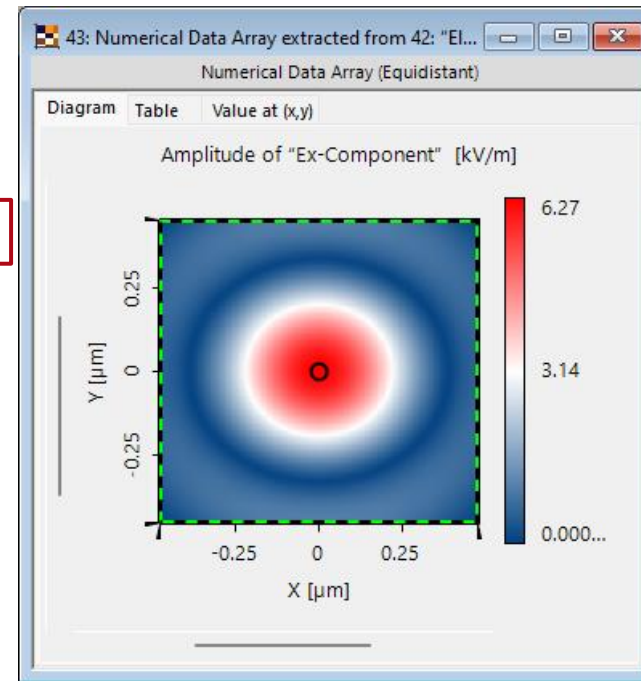 43: Numerical Data Array extracted from 42: "El...
Numerical Data Array (Equidistant)
Diagram Table Value at (x,y)
Amplitude of "Ex-Component" [kV/m]
6.27
3.14
0.000...
Y [µm]
0.25
0
-0.25
-0.25 0 0.25
X [µm]